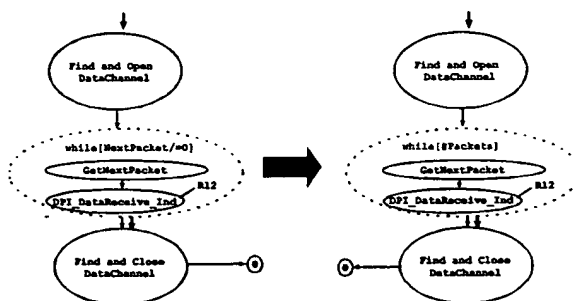 Find and Open
DataChannel
while[NextPacket/=0]
GetNextPacket
R12
DPI_DataReceive_Ind
Find and Close
DataChannel
Find and Open
DataChannel
while[#Packets]
GetNextPacket
R12
DPI_DataReceive_Ind
Find and Close
DataChannel